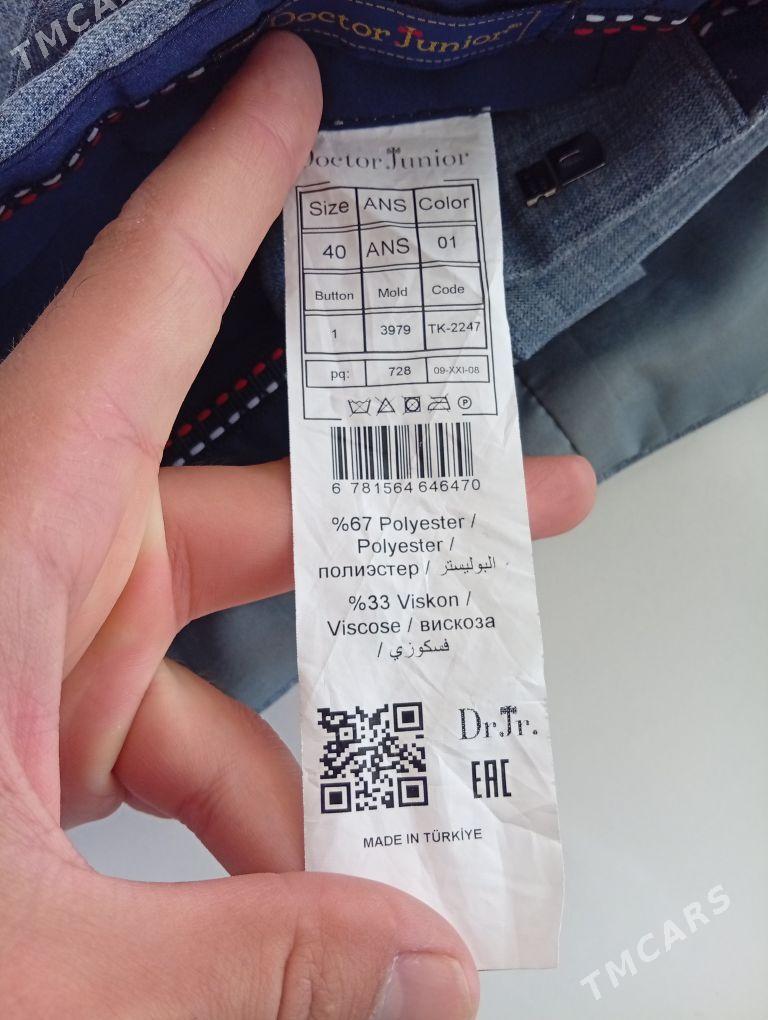 TMCARS
Doctor Junior
Doctor Junior
Size ANS Color
40 ANS 01
Button Mold Code
1 3979 TK-2247
pq: 728 09-XXI-08
P
6 781564 646470
%67 Polyester /
Polyester /
полиэстер / البوليستر
%33 Viskon /
Viscose / вискоза
/ فسكوزي
Dr.Jr.
EAC
MADE IN TÜRKİYE
TMCARS